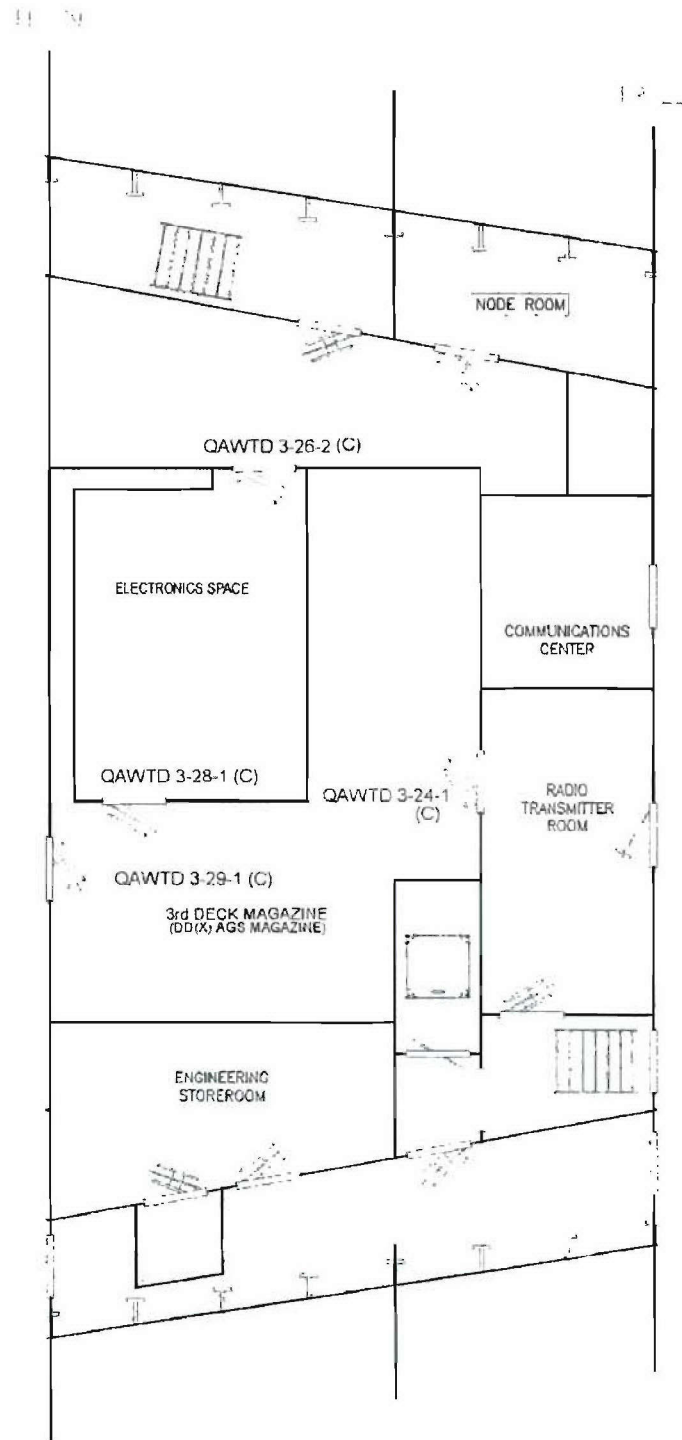 NODE ROOM
QAWTD 3-26-2 (C)
ELECTRONICS SPACE
COMMUNICATIONS
CENTER
QAWTD 3-28-1 (C)
QAWTD 3-24-1
(C)
RADIO
TRANSMITTER
ROOM
QAWTD 3-29-1 (C)
3rd DECK MAGAZINE
(DD(X) AGS MAGAZINE)
ENGINEERING
STOREROOM